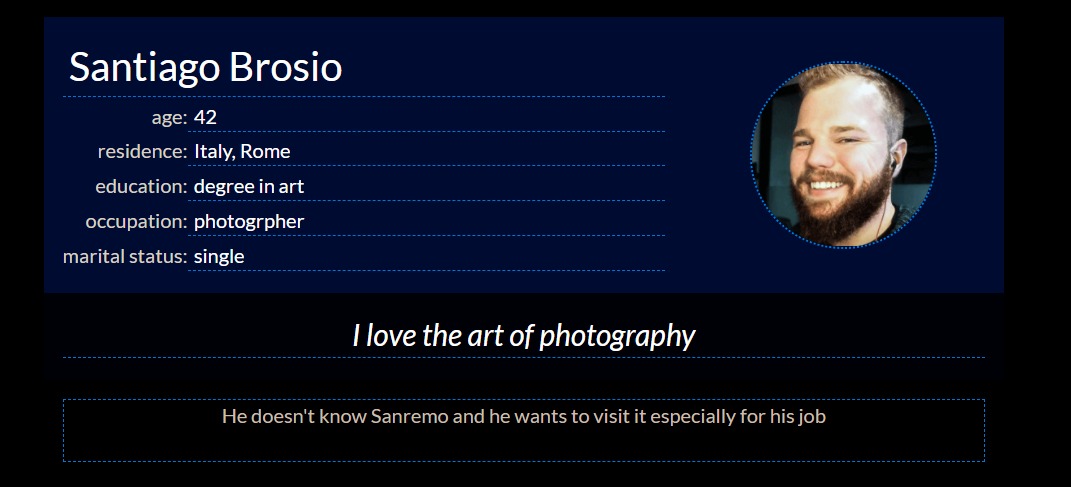 Santiago Brosio
age: 42
residence: Italy, Rome
education: degree in art
occupation: photogrpher
marital status: single
I love the art of photography
He doesn't know Sanremo and he wants to visit it especially for his job